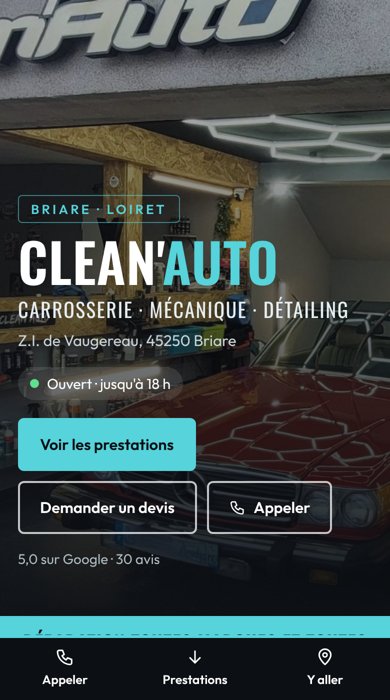 Auto
BRIARE · LOIRET
CLEAN'AUTO
CARROSSERIE · MÉCANIQUE · DÉTAILING
Z.I. de Vaugereau, 45250 Briare
Ouvert · jusqu'à 18 h
Voir les prestations
Demander un devis
Appeler
5,0 sur Google · 30 avis
Appeler
Prestations
Y aller